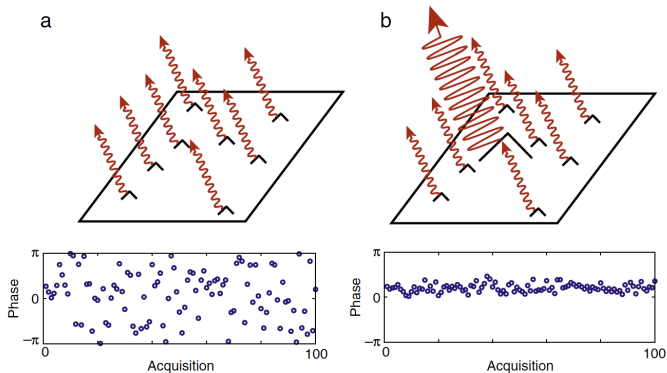 a
b
π
0
−π
Phase
0
100
Acquisition
π
0
−π
Phase
0
100
Acquisition